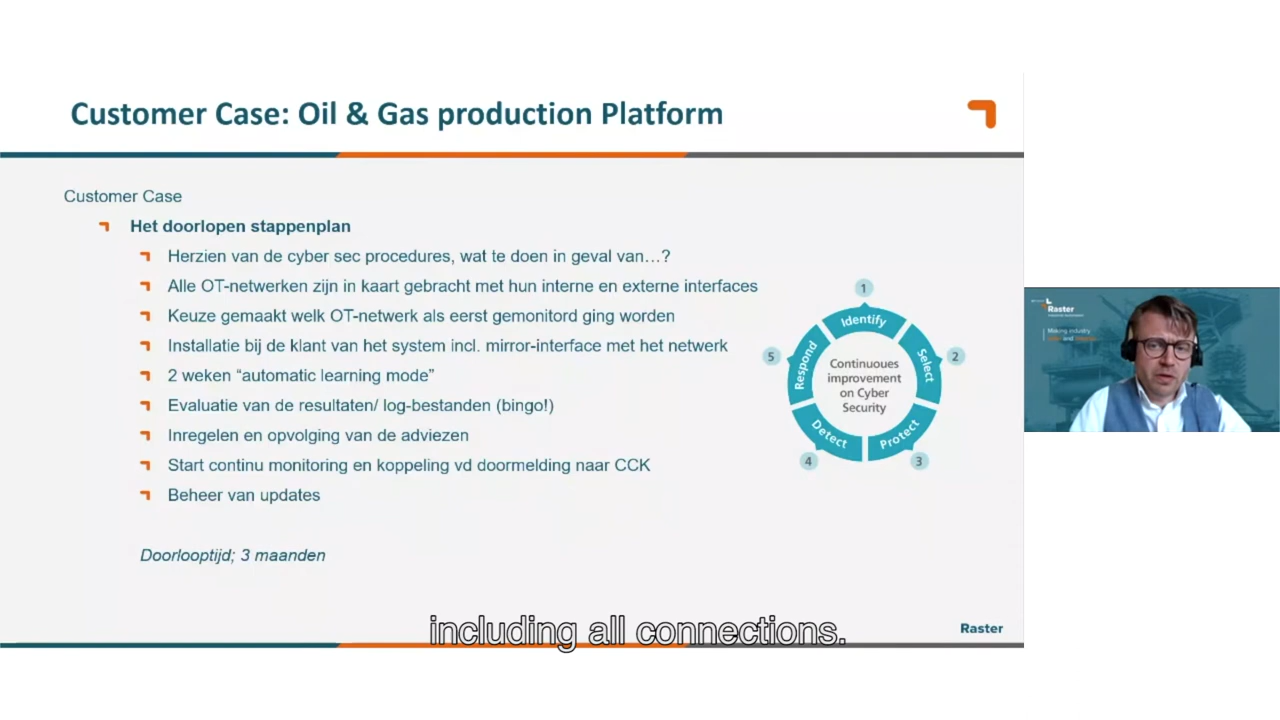 Customer Case: Oil & Gas production Platform
Customer Case
Het doorlopen stappenplan
Herzien van de cyber sec procedures, wat te doen in geval van…?
Alle OT-netwerken zijn in kaart gebracht met hun interne en externe interfaces
Keuze gemaakt welk OT-netwerk als eerst gemonitord ging worden
Installatie bij de klant van het system incl. mirror-interface met het netwerk
2 weken “automatic learning mode”
Evaluatie van de resultaten/ log-bestanden (bingo!)
Inregelen en opvolging van de adviezen
Start continu monitoring en koppeling vd doormelding naar CCK
Beheer van updates
Doorlooptijd; 3 maanden
1
Identify
2
Select
3
Protect
4
Detect
5
Respond
Continuoues
improvement
on Cyber
Security
Raster
Making industry
and
Raster
including all connections.